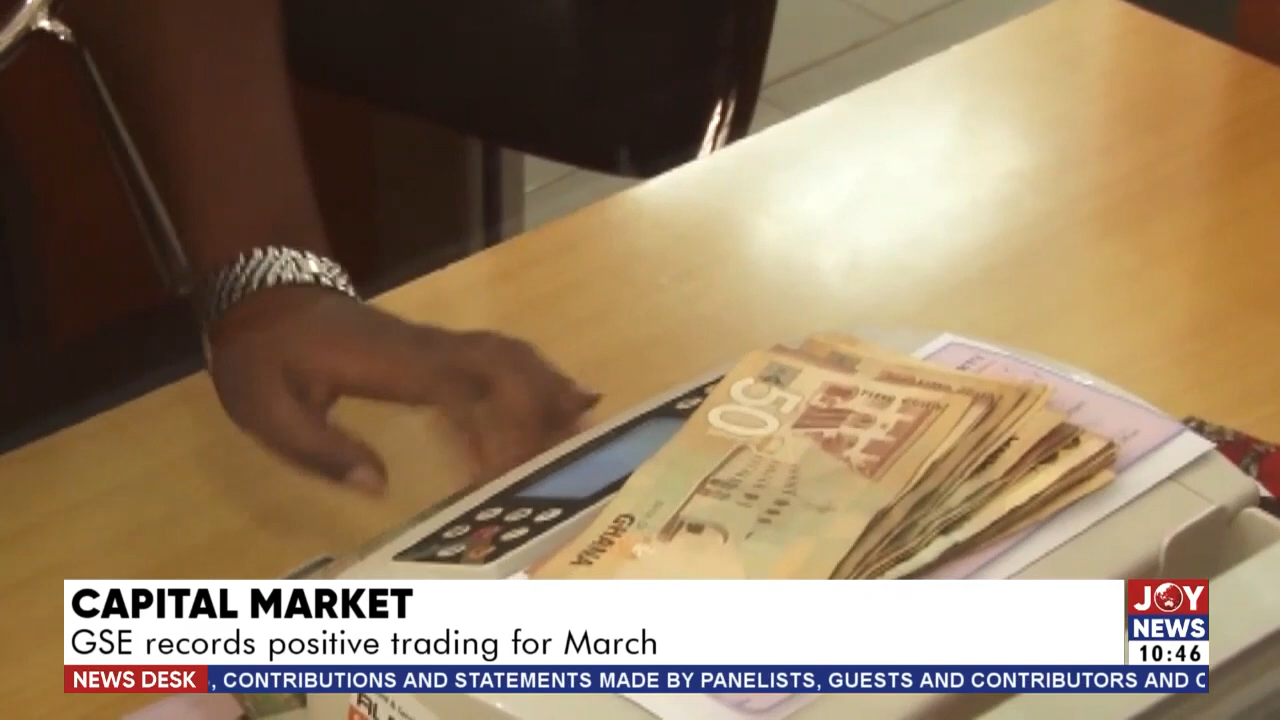 50
GHANA
CAPITAL MARKET
GSE records positive trading for March
JOY
NEWS
10:46
NEWS DESK
, CONTRIBUTIONS AND STATEMENTS MADE BY PANELISTS, GUESTS AND CONTRIBUTORS AND